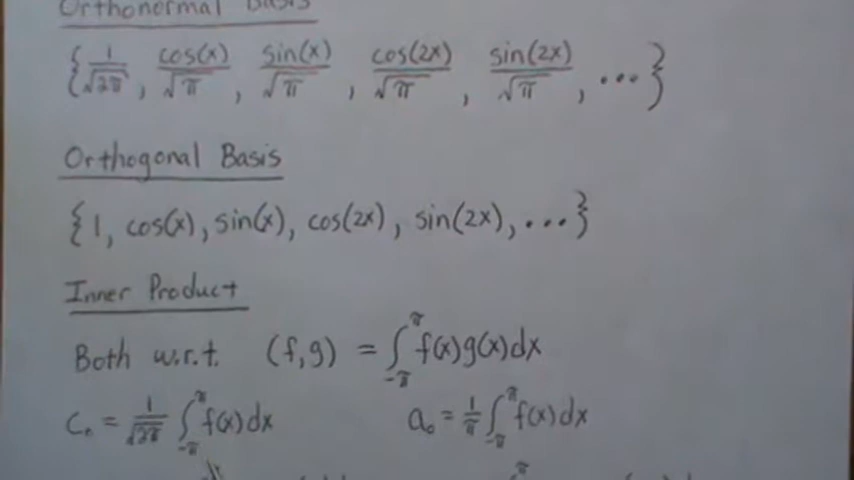 Orthonormal Basis
{1/√2π, cos(x)/√π, sin(x)/√π, cos(2x)/√π, sin(2x)/√π, ...}
Orthogonal Basis
{1, cos(x), sin(x), cos(2x), sin(2x), ...}
Inner Product
Both w.r.t. (f,g) = ∫_{-π}^{π} f(x)g(x)dx
C₀ = 1/√2π ∫_{-π}^{π} f(x)dx a₀ = 1/π ∫_{-π}^{π} f(x)dx